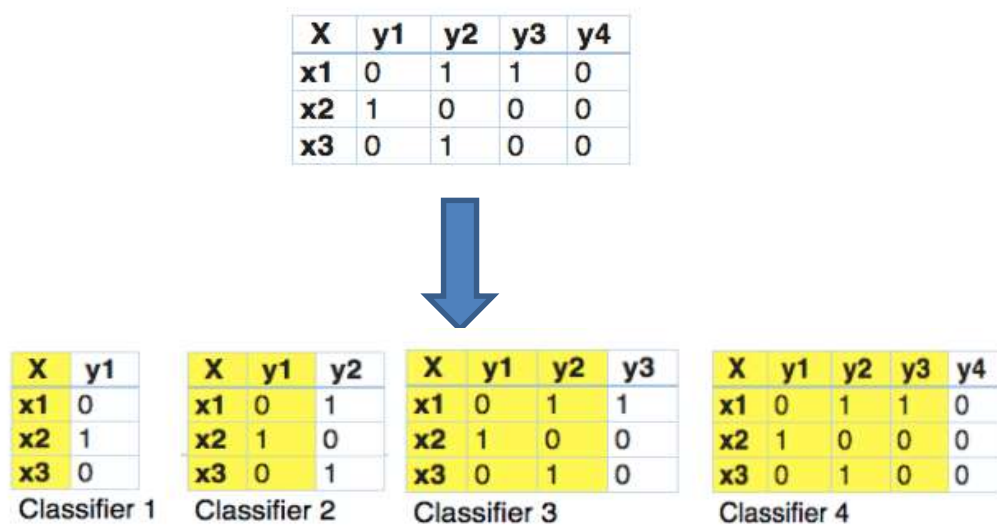 X y1 y2 y3 y4
x1 0 1 1 0
x2 1 0 0 0
x3 0 1 0 0
X y1
x1 0
x2 1
x3 0
Classifier 1
X y1 y2
x1 0 1
x2 1 0
x3 0 1
Classifier 2
X y1 y2 y3
x1 0 1 1
x2 1 0 0
x3 0 1 0
Classifier 3
X y1 y2 y3 y4
x1 0 1 1 0
x2 1 0 0 0
x3 0 1 0 0
Classifier 4